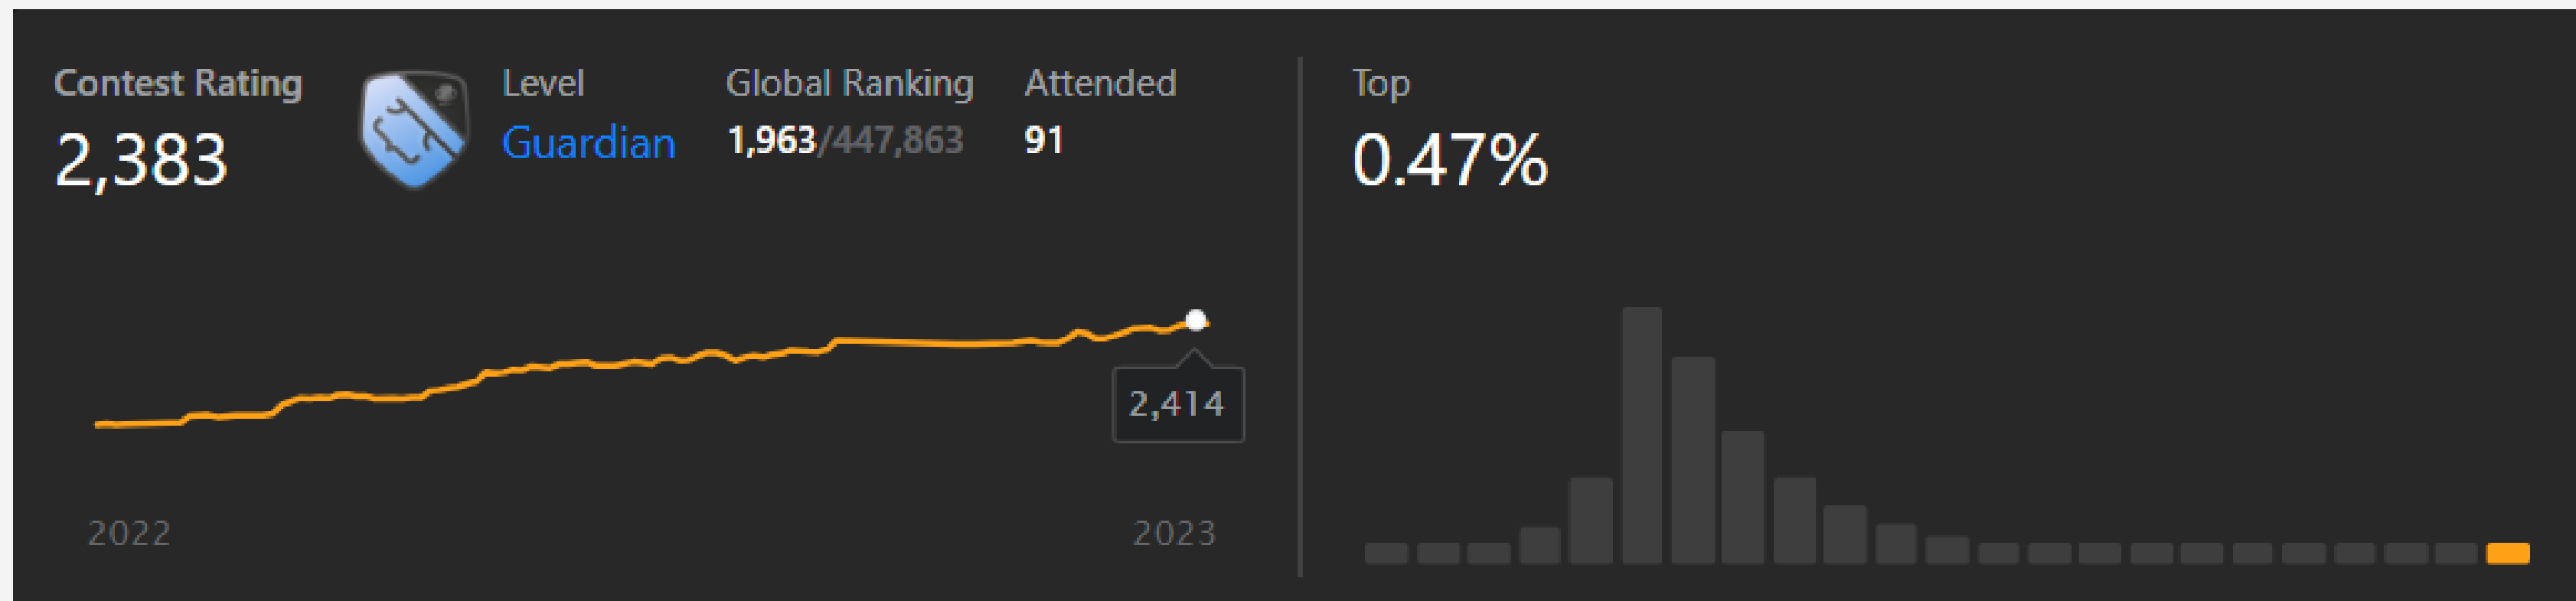 Contest Rating
2,383
Level
Guardian
Global Ranking
1,963/447,863
Attended
91
2,414
2022
2023
Top
0.47%